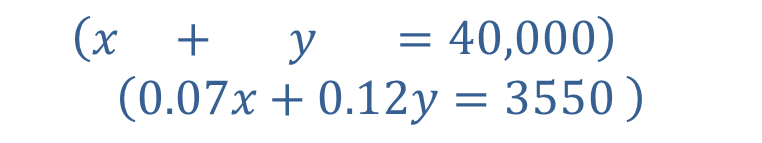 (x + y = 40,000)
(0.07x + 0.12y = 3550 )